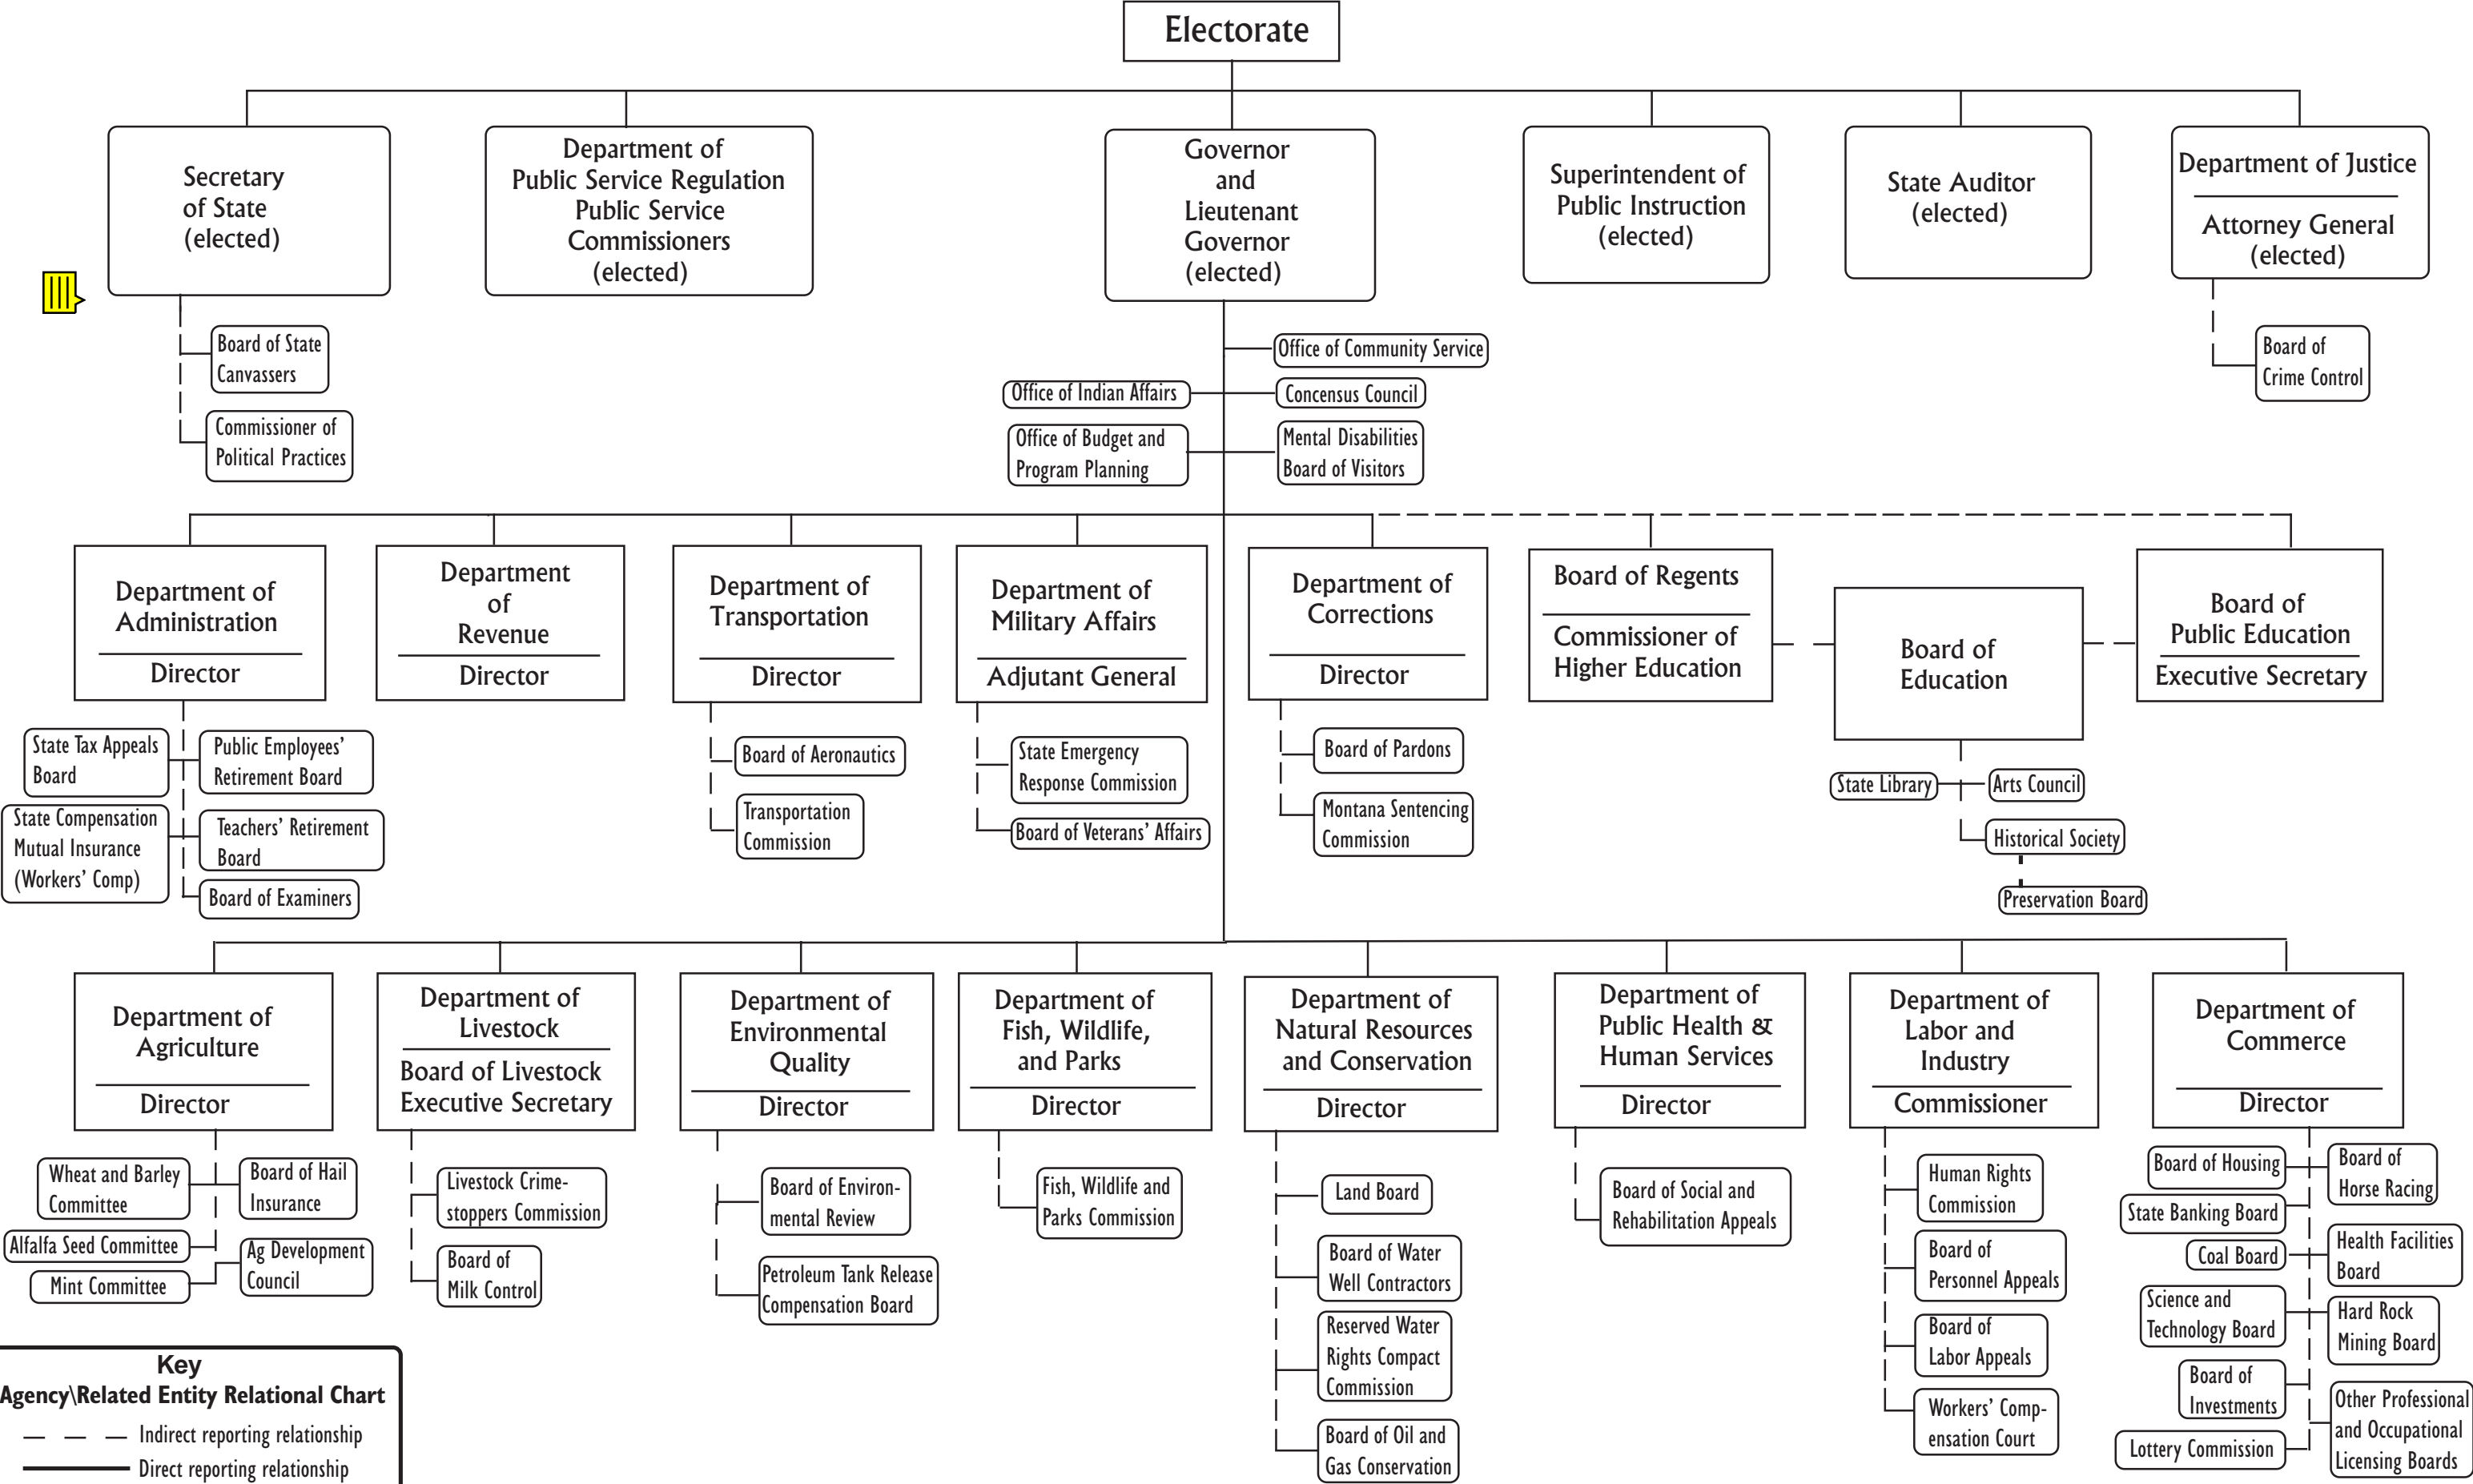 Electorate
Secretary
of State
(elected)
Department of
Public Service Regulation
Public Service
Commissioners
(elected)
Governor
and
Lieutenant
Governor
(elected)
Superintendent of
Public Instruction
(elected)
State Auditor
(elected)
Department of Justice
Attorney General
(elected)
Board of State
Canvassers
Commissioner of
Political Practices
Office of Community Service
Office of Indian Affairs
Concensus Council
Office of Budget and
Program Planning
Mental Disabilities
Board of Visitors
Board of
Crime Control
Department of
Administration
Director
Department
of
Revenue
Director
Department of
Transportation
Director
Department of
Military Affairs
Adjutant General
Department of
Corrections
Director
Board of Regents
Commissioner of
Higher Education
Board of
Education
Board of
Public Education
Executive Secretary
State Tax Appeals
Board
Public Employees’
Retirement Board
State Compensation
Mutual Insurance
(Workers’ Comp)
Teachers’ Retirement
Board
Board of Examiners
Board of Aeronautics
Transportation
Commission
State Emergency
Response Commission
Board of Veterans’ Affairs
Board of Pardons
Montana Sentencing
Commission
State Library
Arts Council
Historical Society
Preservation Board
Department of
Agriculture
Director
Department of
Livestock
Board of Livestock
Executive Secretary
Department of
Environmental
Quality
Director
Department of
Fish, Wildlife,
and Parks
Director
Department of
Natural Resources
and Conservation
Director
Department of
Public Health &
Human Services
Director
Department of
Labor and
Industry
Commissioner
Department of
Commerce
Director
Wheat and Barley
Committee
Board of Hail
Insurance
Alfalfa Seed Committee
Ag Development
Council
Mint Committee
Livestock Crime-
stoppers Commission
Board of
Milk Control
Board of Environ-
mental Review
Petroleum Tank Release
Compensation Board
Fish, Wildlife and
Parks Commission
Land Board
Board of Water
Well Contractors
Reserved Water
Rights Compact
Commission
Board of Oil and
Gas Conservation
Board of Social and
Rehabilitation Appeals
Human Rights
Commission
Board of
Personnel Appeals
Board of
Labor Appeals
Workers’ Comp-
ensation Court
Board of Housing
Board of
Horse Racing
State Banking Board
Coal Board
Health Facilities
Board
Science and
Technology Board
Hard Rock
Mining Board
Board of
Investments
Other Professional
and Occupational
Licensing Boards
Lottery Commission
Key
Agency\Related Entity Relational Chart
Indirect reporting relationship
Direct reporting relationship